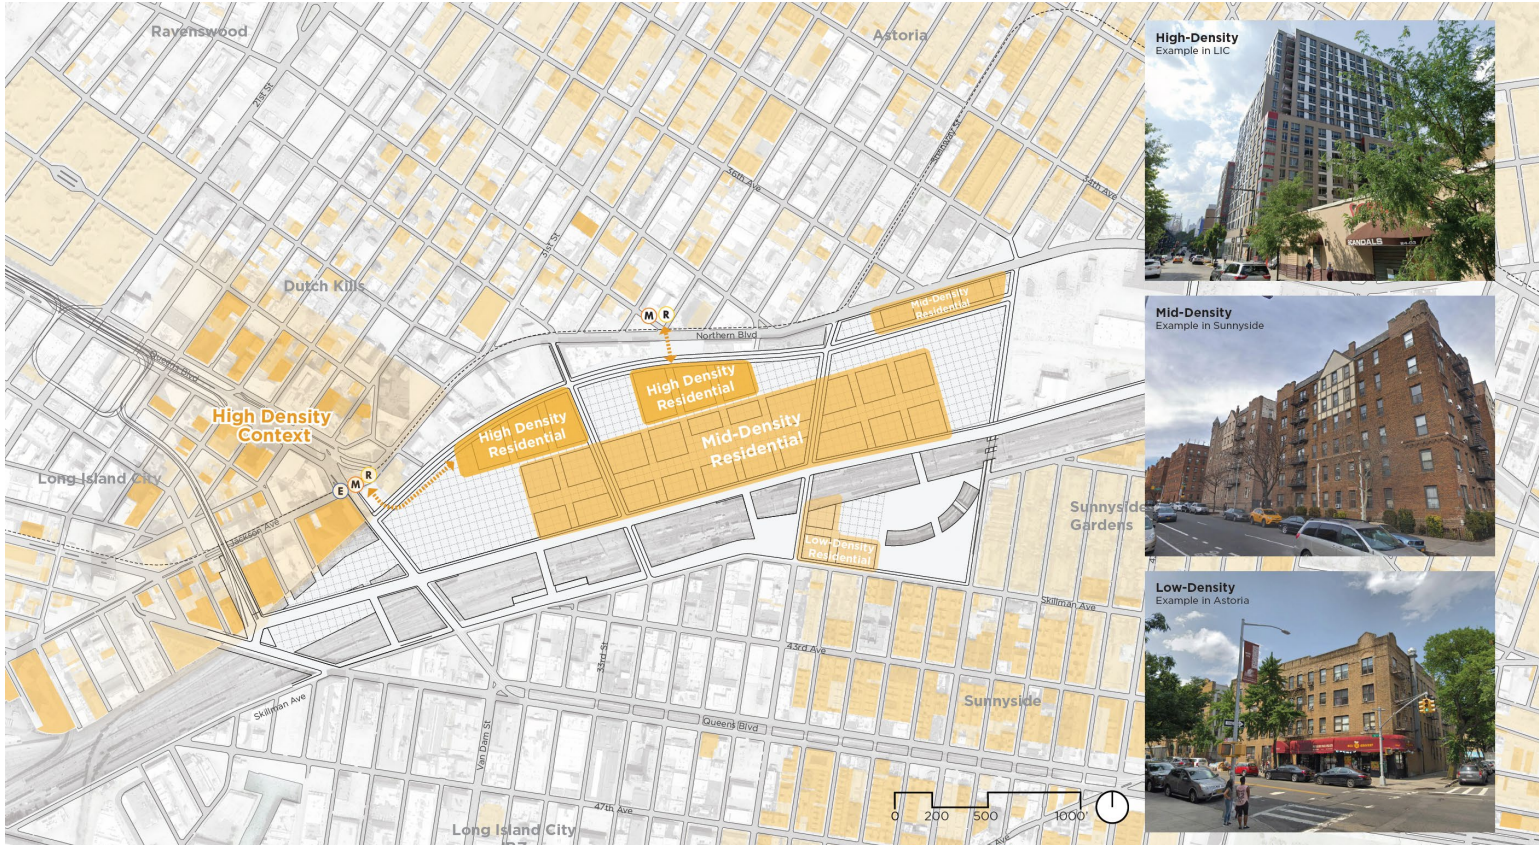 Ravenswood
Astoria
21st St
36th Ave
Steinway St
34th Ave
31st St
Dutch Kills
M R
Northern Blvd
Mid-Density
Residential
Queens Blvd
High Density
Residential
High Density
Context
High Density
Residential
Mid-Density
Residential
Long Island City
E M R
Jackson Ave
Low-Density
Residential
Sunnyside
Gardens
Skillman Ave
33rd St
43rd Ave
Skillman Ave
Sunnyside
Van Dam St
Queens Blvd
47th Ave
Long Island City
0 200 500 1000'
High-Density
Example in LIC
SCANDALS
Mid-Density
Example in Sunnyside
Low-Density
Example in Astoria